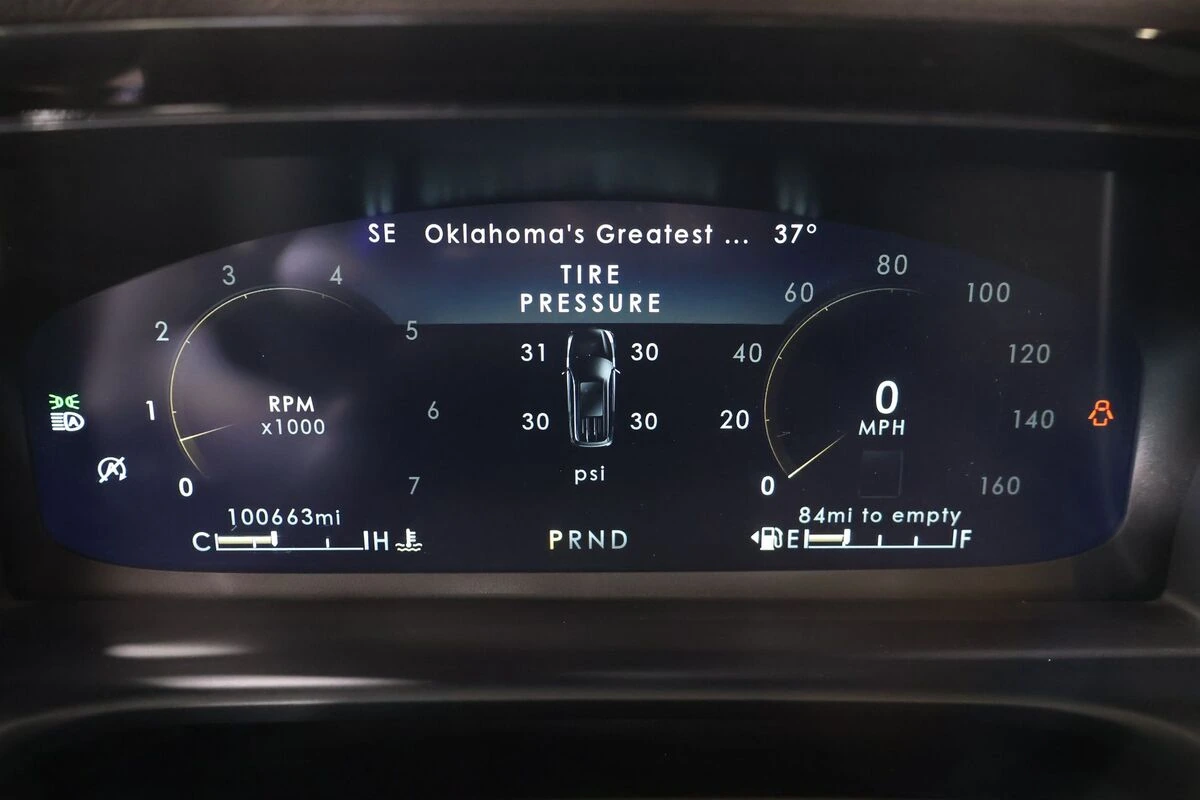 SE Oklahoma's Greatest ... 37°
TIRE
PRESSURE
31 30
30 30
psi
0 1 2 3 4 5 6 7
RPM
x1000
0 20 40 60 80 100 120 140 160
0
MPH
A
A
100663mi
C H
PRND
84mi to empty
E F